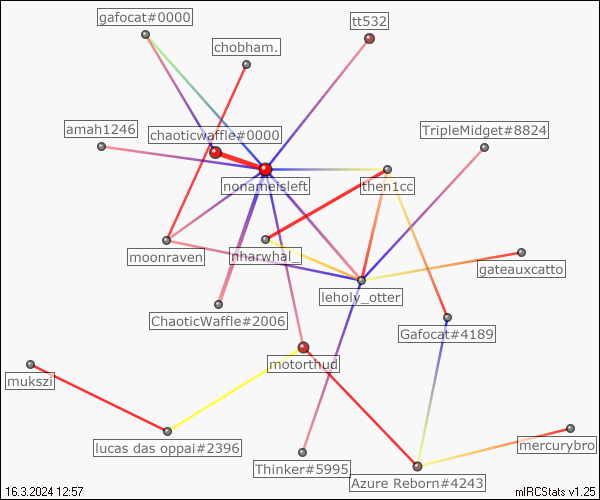 gafocat#0000
tt532
chobham.
amah1246
chaoticwaffle#0000
TripleMidget#8824
nonameisleft
then1cc
moonraven
nharwhal_
gateauxcatto
leholy_otter
ChaoticWaffle#2006
Gafocat#4189
motorthud
mukszi
lucas das oppai#2396
mercurybro
Thinker#5995
Azure Reborn#4243
16.3.2024 12:57
mIRCStats v1.25